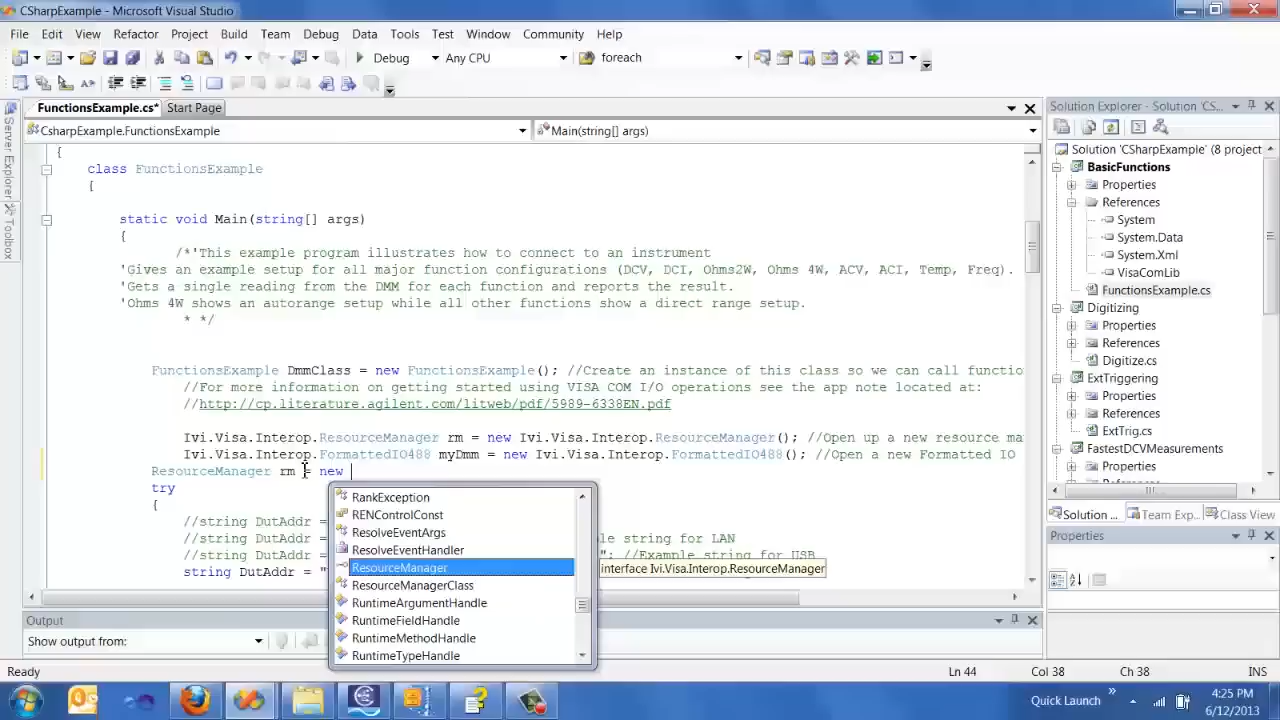 CSharpExample - Microsoft Visual Studio
File Edit View Refactor Project Build Team Debug Data Tools Test Window Community Help
Debug Any CPU foreach
FunctionsExample.cs* Start Page
CsharpExample.FunctionsExample Main(string[] args)
{
class FunctionsExample
{
static void Main(string[] args)
{
/*'This example program illustrates how to connect to an instrument
'Gives an example setup for all major function configurations (DCV, DCI, Ohms2W, Ohms 4W, ACV, ACI, Temp, Freq).
'Gets a single reading from the DMM for each function and reports the result.
'Ohms 4W shows an autorange setup while all other functions show a direct range setup.
* */
FunctionsExample DmmClass = new FunctionsExample(); //Create an instance of this class so we can call functio
//For more information on getting started using VISA COM I/O operations see the app note located at:
//http://cp.literature.agilent.com/litweb/pdf/5989-6338EN.pdf
Ivi.Visa.Interop.ResourceManager rm = new Ivi.Visa.Interop.ResourceManager(); //Open up a new resource ma
Ivi.Visa.Interop.FormattedIO488 myDmm = new Ivi.Visa.Interop.FormattedIO488(); //Open a new Formatted IO
ResourceManager rm = new
try
{
//string DutAddr =
//string DutAddr = ple string for LAN
//string DutAddr = "; //Example string for USB
string DutAddr = "
RankException
RENControlConst
ResolveEventArgs
ResolveEventHandler
ResourceManager
interface Ivi.Visa.Interop.ResourceManager
ResourceManagerClass
RuntimeArgumentHandle
RuntimeFieldHandle
RuntimeMethodHandle
RuntimeTypeHandle
Output
Show output from:
Server Explorer
Toolbox
Solution Explorer - Solution 'CS...
Solution 'CSharpExample' (8 project
BasicFunctions
Properties
References
System
System.Data
System.Xml
VisaComLib
FunctionsExample.cs
Digitizing
Properties
References
Digitize.cs
ExtTriggering
Properties
References
ExtTrig.cs
FastestDCVMeasurements
Properties
Solution ... Team Exp... Class View
Properties
Ready Ln 44 Col 38 Ch 38 INS
Quick Launch
4:25 PM
6/12/2013